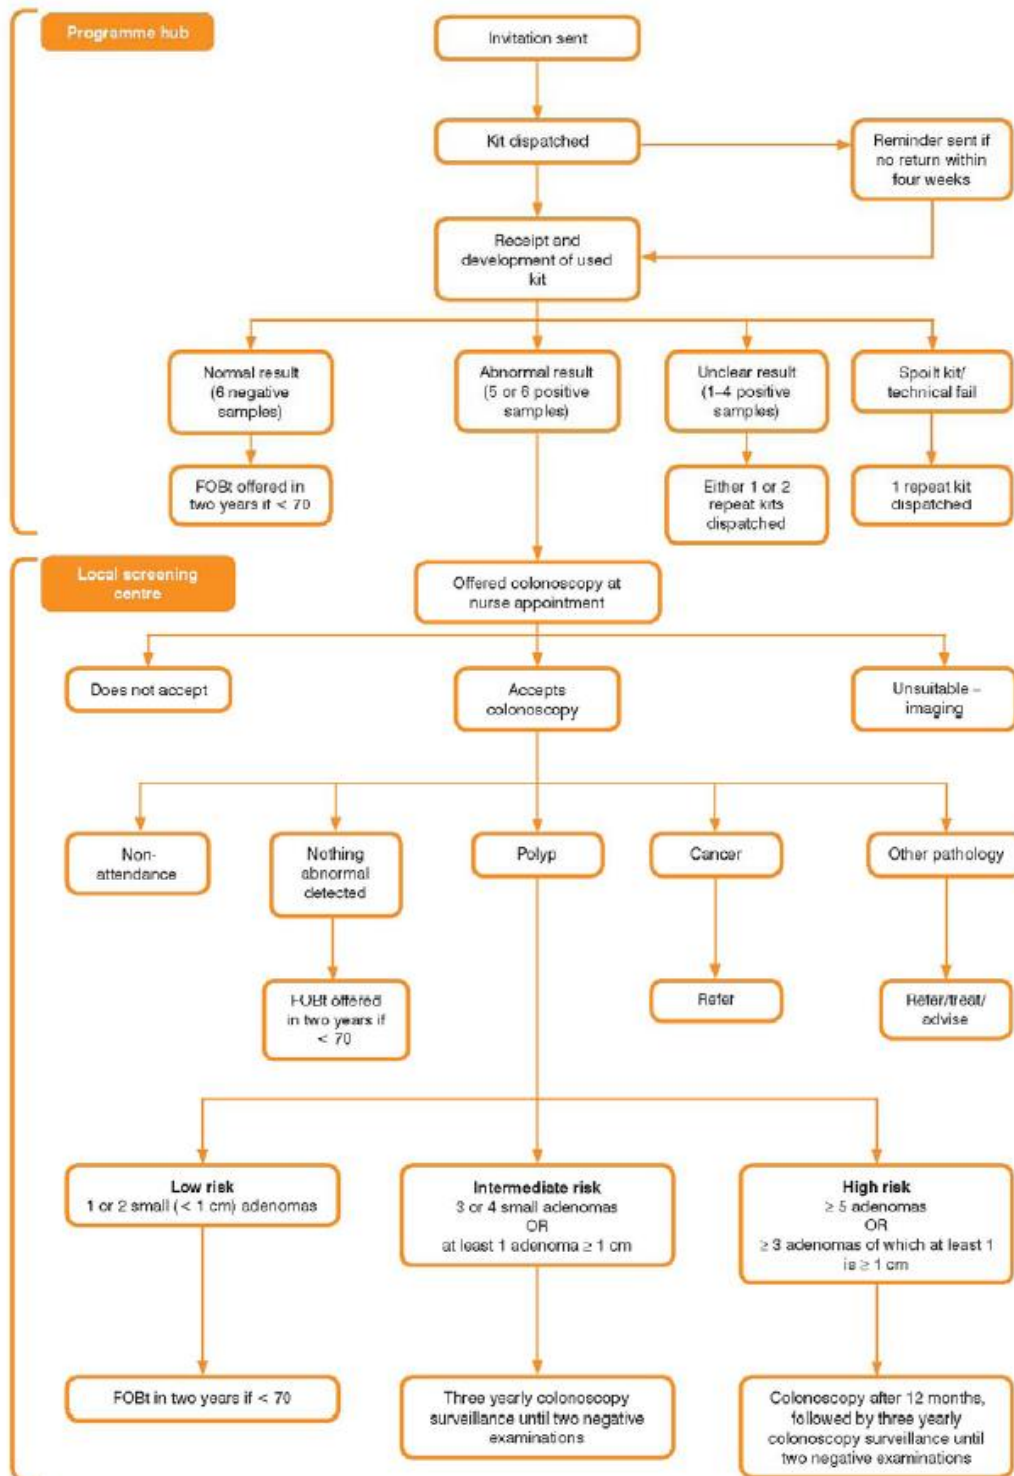 Programme hub
Invitation sent
Kit dispatched
Reminder sent if
no return within
four weeks
Receipt and
development of used
kit
Normal result
(6 negative
samples)
Abnormal result
(5 or 6 positive
samples)
Unclear result
(1–4 positive
samples)
Spoilt kit/
technical fail
FOBt offered in
two years if < 70
Either 1 or 2
repeat kits
dispatched
1 repeat kit
dispatched
Local screening
centre
Offered colonoscopy at
nurse appointment
Does not accept
Accepts
colonoscopy
Unsuitable –
imaging
Non-
attendance
Nothing
abnormal
detected
Polyp
Cancer
Other pathology
FOBt offered
in two years if
< 70
Refer
Refer/treat/
advise
Low risk
1 or 2 small (< 1 cm) adenomas
Intermediate risk
3 or 4 small adenomas
OR
at least 1 adenoma ≥ 1 cm
High risk
≥ 5 adenomas
OR
≥ 3 adenomas of which at least 1
is ≥ 1 cm
FOBt in two years if < 70
Three yearly colonoscopy
surveillance until two negative
examinations
Colonoscopy after 12 months,
followed by three yearly
colonoscopy surveillance until
two negative examinations